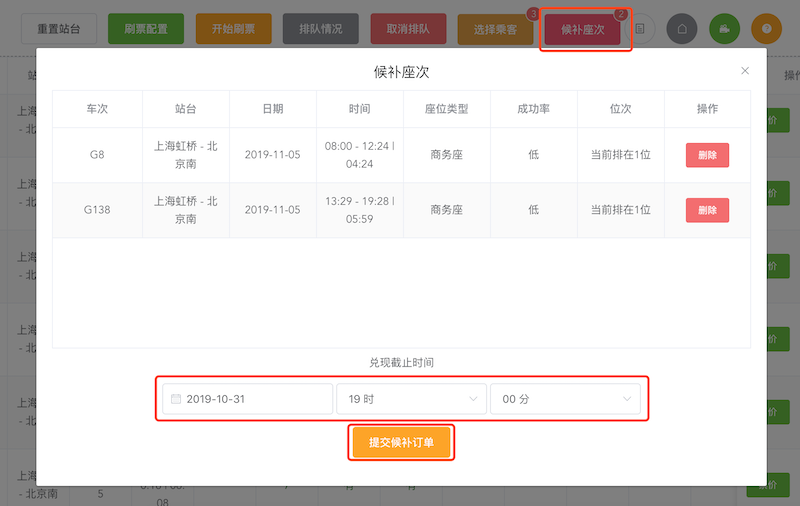 重置站台 刷票配置 开始刷票 排队情况 取消排队 选择乘客 3 候补座次 2
候补座次
车次 站台 日期 时间 座位类型 成功率 位次 操作
G8 上海虹桥 - 北京南 2019-11-05 08:00 - 12:24 | 04:24 商务座 低 当前排在1位 删除
G138 上海虹桥 - 北京南 2019-11-05 13:29 - 19:28 | 05:59 商务座 低 当前排在1位 删除
兑现截止时间
2019-10-31 19 时 00 分
提交候补订单
- 北京南 5